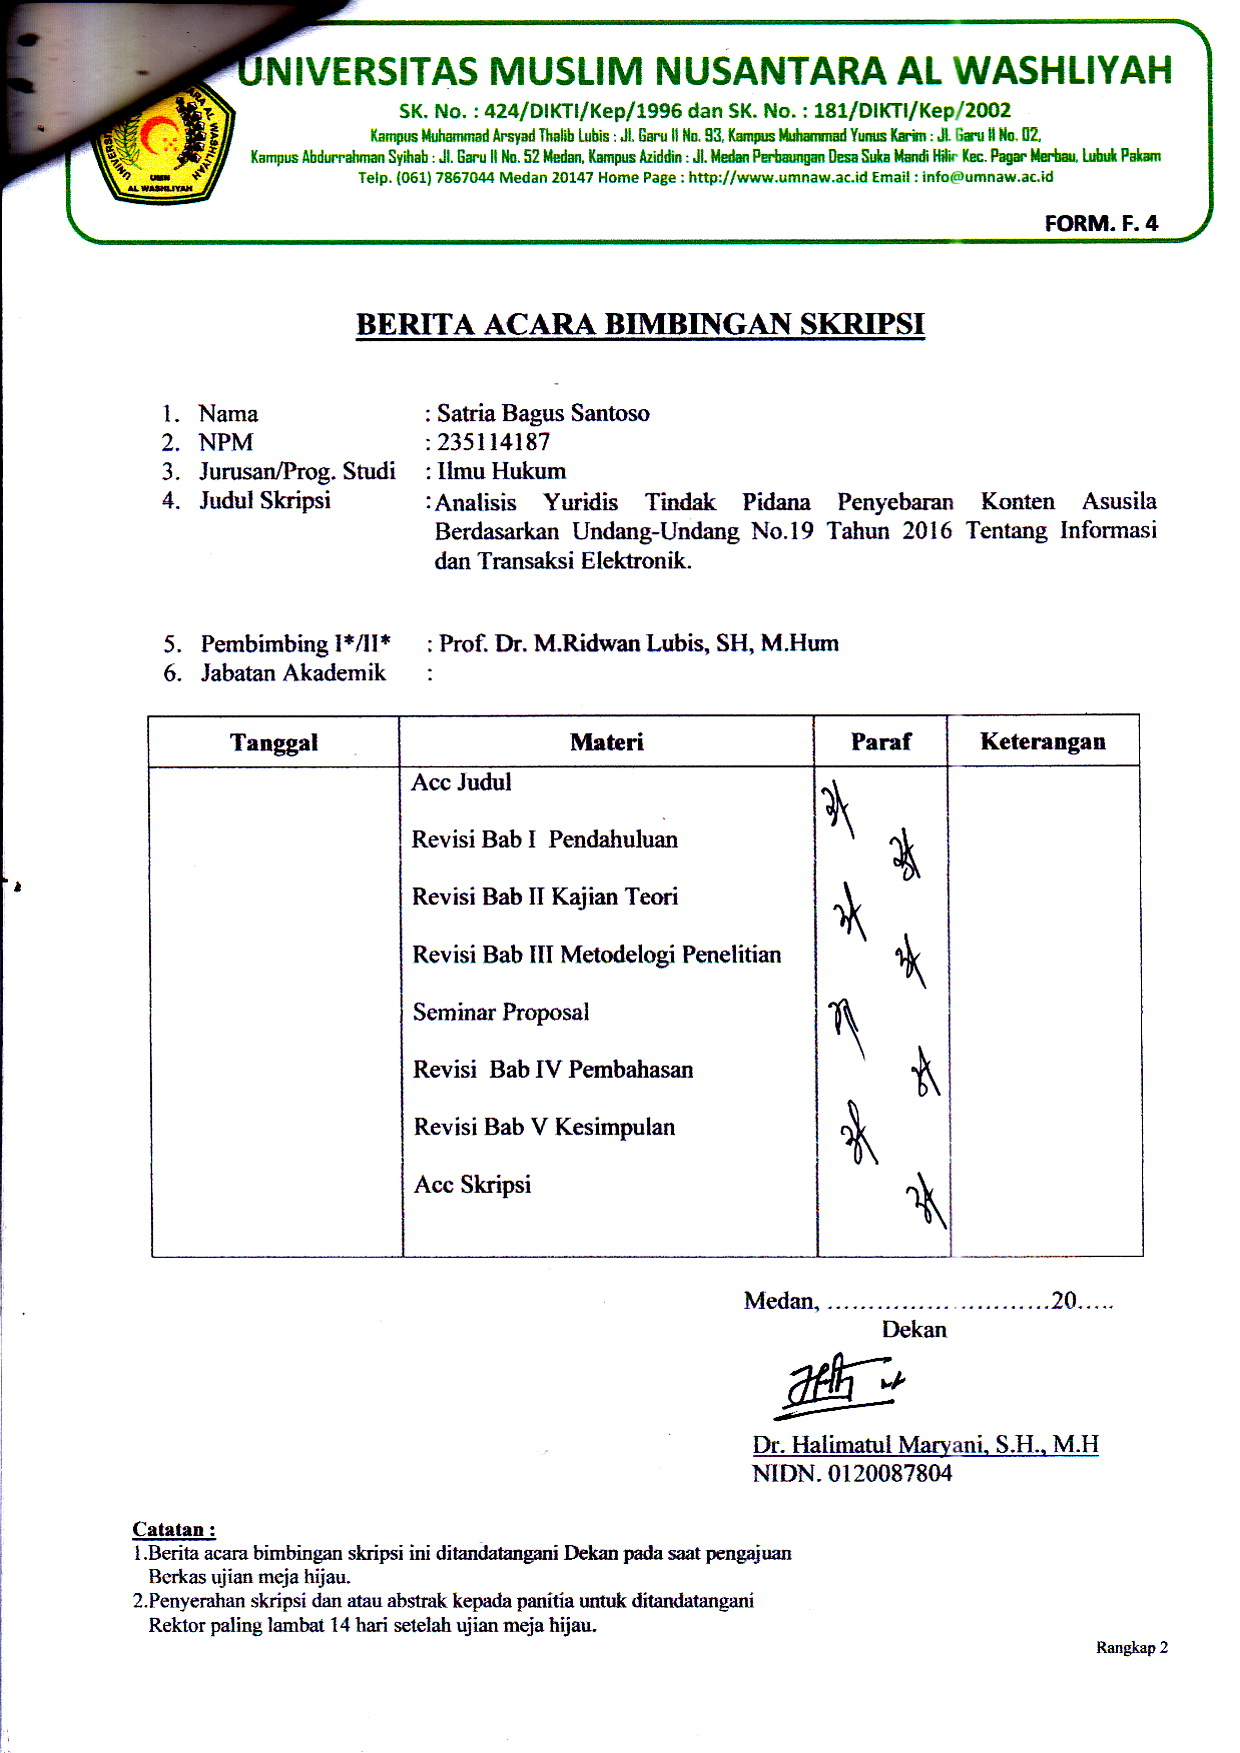 UNIVERSITAS MUSLIM NUSANTARA AL WASHLIYAH
SK. No. : 424/DIKTI/Kep/1996 dan SK. No. : 181/DIKTI/Kep/2002
Kampus Muhammad Arsyad Thalib Lubis : Jl. Garu II No. 93, Kampus Muhammad Yunus Karim : Jl. Garu II No. 02,
Kampus Abdurrahman Syihab : Jl. Garu II No. 52 Medan, Kampus Aziddin : Jl. Medan Perbaungan Desa Suka Mandi Hilir Kec. Pagar Merbau, Lubuk Pakam
Telp. (061) 7867044 Medan 20147 Home Page : http://www.umnaw.ac.id Email : info@umnaw.ac.id
UMN
AL WASHLIYAH
FORM. F. 4
BERITA ACARA BIMBINGAN SKRIPSI
1. Nama : Satria Bagus Santoso
2. NPM : 235114187
3. Jurusan/Prog. Studi : Ilmu Hukum
4. Judul Skripsi : Analisis Yuridis Tindak Pidana Penyebaran Konten Asusila
Berdasarkan Undang-Undang No.19 Tahun 2016 Tentang Informasi
dan Transaksi Elektronik.
5. Pembimbing I*/II* : Prof. Dr. M.Ridwan Lubis, SH, M.Hum
6. Jabatan Akademik :
Tanggal Materi Paraf Keterangan
Acc Judul
Revisi Bab I Pendahuluan
Revisi Bab II Kajian Teori
Revisi Bab III Metodelogi Penelitian
Seminar Proposal
Revisi Bab IV Pembahasan
Revisi Bab V Kesimpulan
Acc Skripsi
Medan, ............................20.....
Dekan
Dr. Halimatul Maryani, S.H., M.H
NIDN. 0120087804
Catatan :
1.Berita acara bimbingan skripsi ini ditandatangani Dekan pada saat pengajuan
Berkas ujian meja hijau.
2.Penyerahan skripsi dan atau abstrak kepada panitia untuk ditandatangani
Rektor paling lambat 14 hari setelah ujian meja hijau.
Rangkap 2